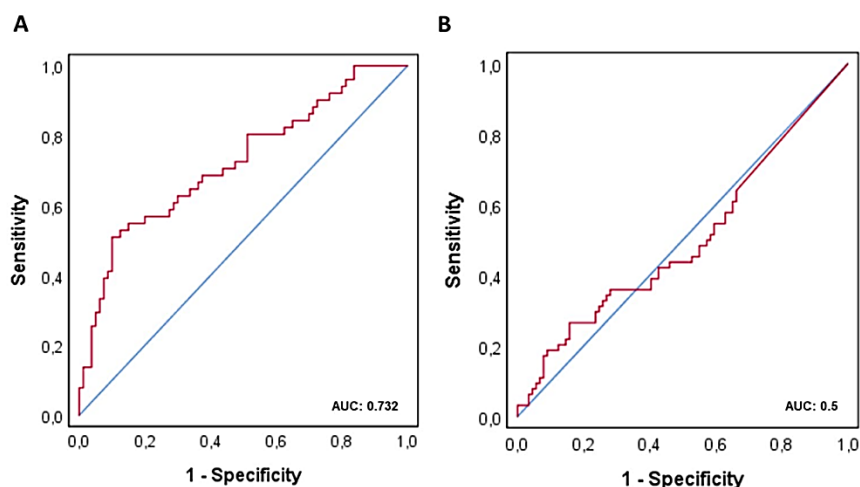 A
1,0
0,8
0,6
0,4
0,2
0,0
Sensitivity
AUC: 0.732
0,0 0,2 0,4 0,6 0,8 1,0
1 - Specificity
B
1,0
0,8
0,6
0,4
0,2
0,0
Sensitivity
AUC: 0.5
0,0 0,2 0,4 0,6 0,8 1,0
1 - Specificity